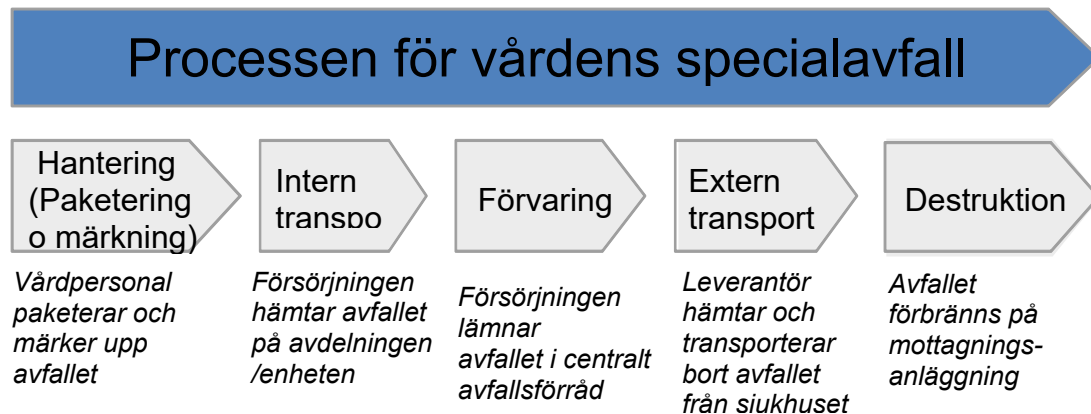 Processen för vårdens specialavfall
Hantering
(Paketering
o märkning)
Vårdpersonal
paketerar och
märker upp
avfallet
Intern
transpo
Försörjningen
hämtar avfallet
på avdelningen
/enheten
Förvaring
Försörjningen
lämnar
avfallet i centralt
avfallsförråd
Extern
transport
Leverantör
hämtar och
transporterar
bort avfallet
från sjukhuset
Destruktion
Avfallet
förbränns på
mottagnings-
anläggning